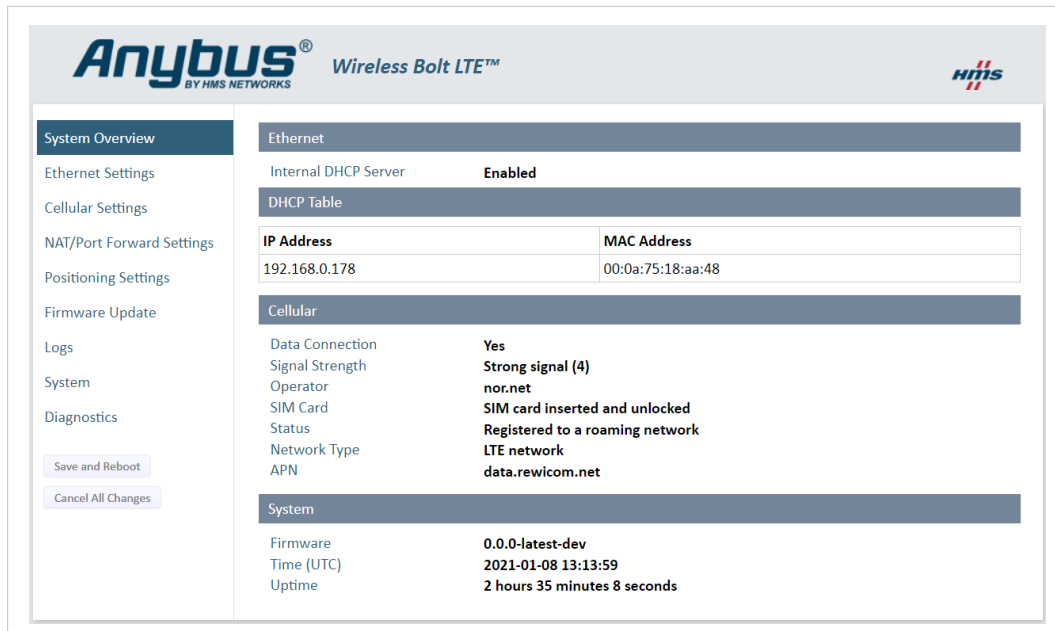 Anybus®
BY HMS NETWORKS
Wireless Bolt LTE™
HMS
System Overview
Ethernet Settings
Cellular Settings
NAT/Port Forward Settings
Positioning Settings
Firmware Update
Logs
System
Diagnostics
Save and Reboot
Cancel All Changes
Ethernet
Internal DHCP Server Enabled
DHCP Table
IP Address MAC Address
192.168.0.178 00:0a:75:18:aa:48
Cellular
Data Connection Yes
Signal Strength Strong signal (4)
Operator nor.net
SIM Card SIM card inserted and unlocked
Status Registered to a roaming network
Network Type LTE network
APN data.rewicom.net
System
Firmware 0.0.0-latest-dev
Time (UTC) 2021-01-08 13:13:59
Uptime 2 hours 35 minutes 8 seconds